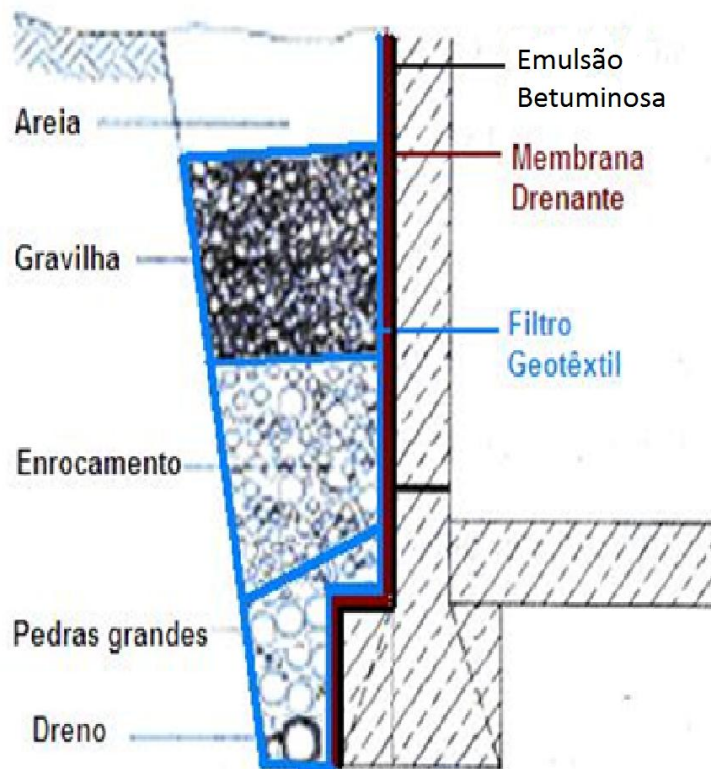 Emulsão
Betuminosa
Areia
Membrana
Drenante
Gravilha
Filtro
Geotêxtil
Enrocamento
Pedras grandes
Dreno